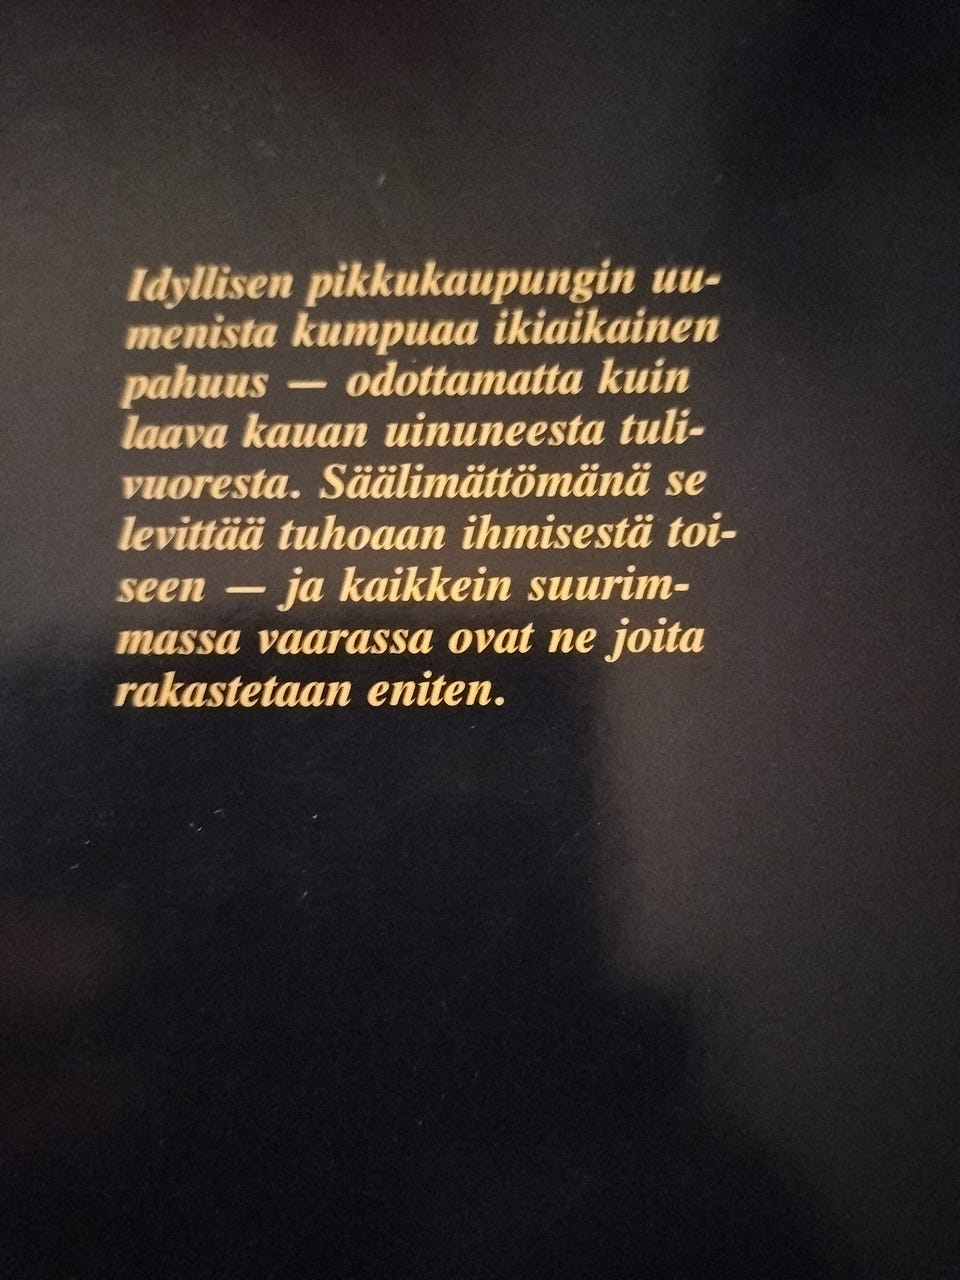 Idyllisen pikkukaupungin uu-
menista kumpuaa ikiaikainen
pahuus — odottamatta kuin
laava kauan uinuneesta tuli-
vuoresta. Säälimättömänä se
levittää tuhoaan ihmisestä toi-
seen — ja kaikkein suurim-
massa vaarassa ovat ne joita
rakastetaan eniten.